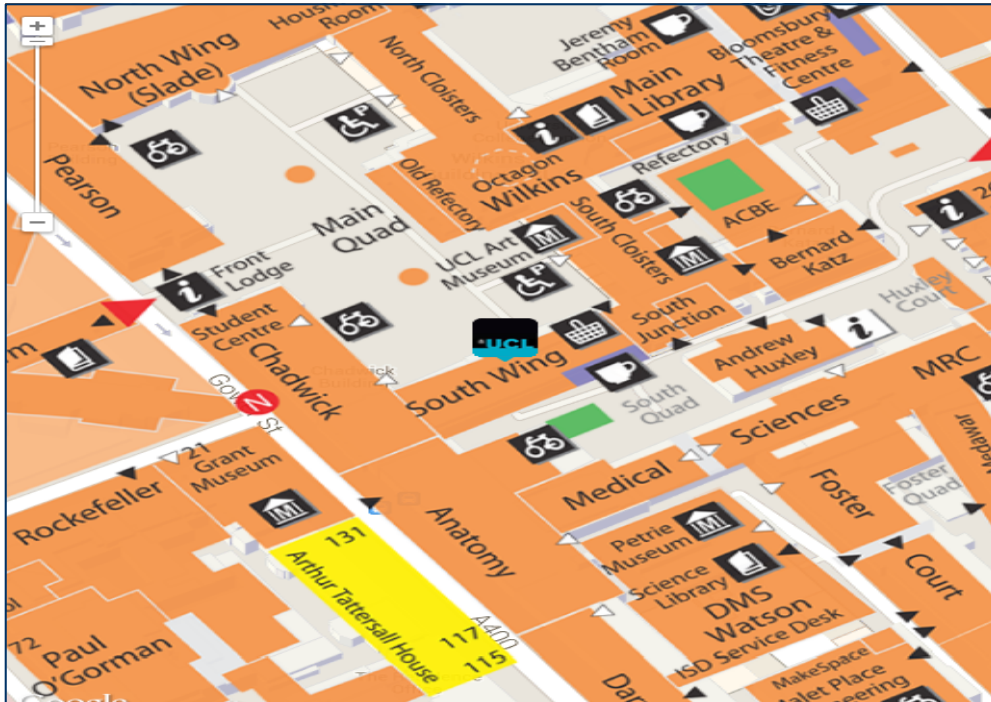 Housing
Room
North Wing
(Slade)
North Cloisters
Jeremy
Bentham
Room
Main
Library
Bloomsbury
Theatre &
Fitness
Centre
Pearson
P
i
Octagon
Wilkins
Old Refectory
Refectory
ACBE
Main
Quad
UCL Art
Museum
P
South Cloisters
Bernard
Katz
i
Front
Lodge
i
Student
Centre
Chadwick
UCL
South Wing
South
Junction
Huxley
Court
Andrew
Huxley
i
MRC
Medawar
South
Quad
Gower St
N
21
Grant
Museum
Rockefeller
Anatomy
Medical
Sciences
Foster
Foster
Quad
Court
131
Arthur Tattersall House
117
115
A400
Petrie
Museum
Science
Library
DMS
Watson
ISD Service Desk
MakeSpace
72
Paul
O'Gorman
Google